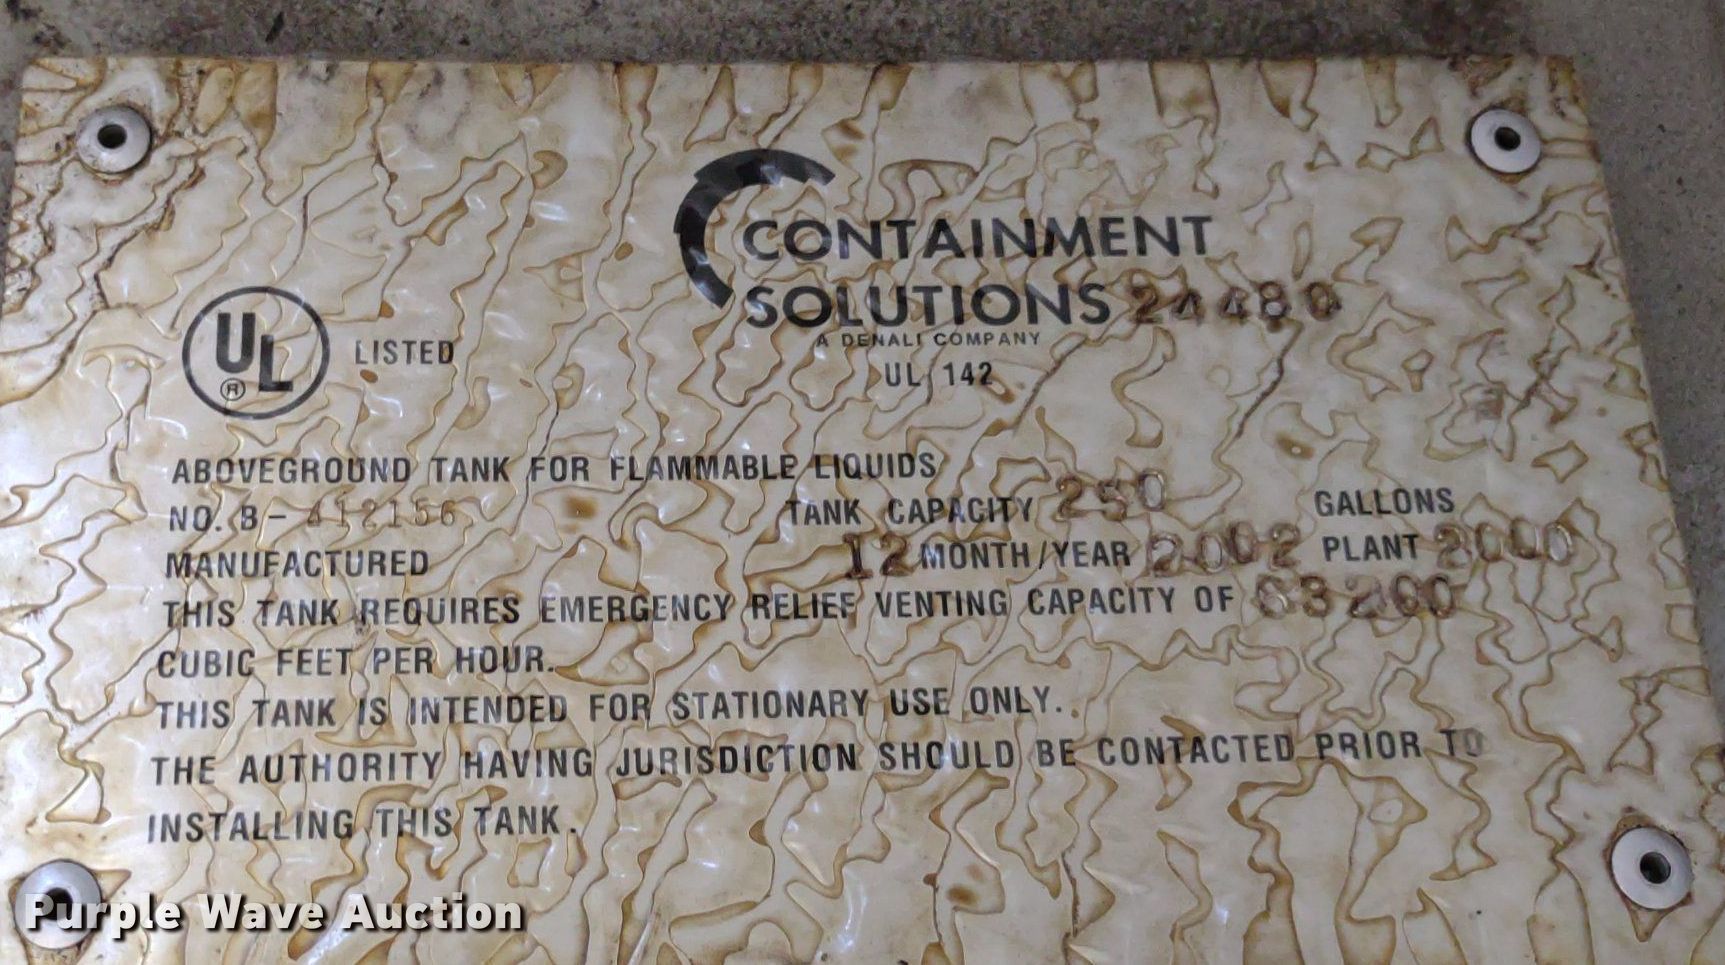 CONTAINMENT
SOLUTIONS 24480
A DENALI COMPANY
UL 142
UL ® LISTED
ABOVEGROUND TANK FOR FLAMMABLE LIQUIDS
NO. B- 412156 TANK CAPACITY 250 GALLONS
MANUFACTURED 12 MONTH/YEAR 2002 PLANT 2000
THIS TANK REQUIRES EMERGENCY RELIEF VENTING CAPACITY OF
CUBIC FEET PER HOUR.
THIS TANK IS INTENDED FOR STATIONARY USE ONLY.
THE AUTHORITY HAVING JURISDICTION SHOULD BE CONTACTED PRIOR TO
INSTALLING THIS TANK.
Purple Wave Auction